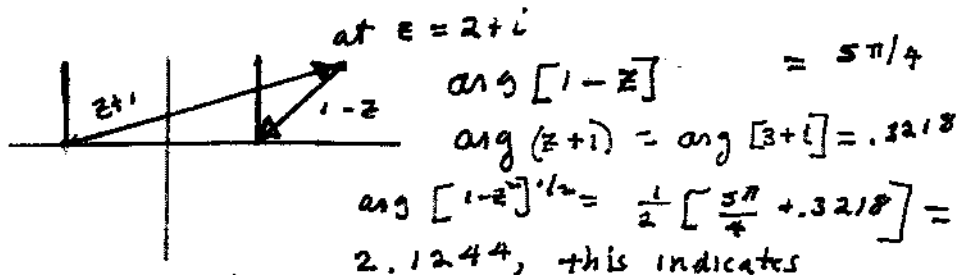 at z = 2+i
z+1
1-z
arg [1-z] = 5π/4
arg (z+1) = arg [3+i] = .3218
arg [1-z²]^1/2 = 1/2 [5π/4 + .3218] =
2.1244, this indicates